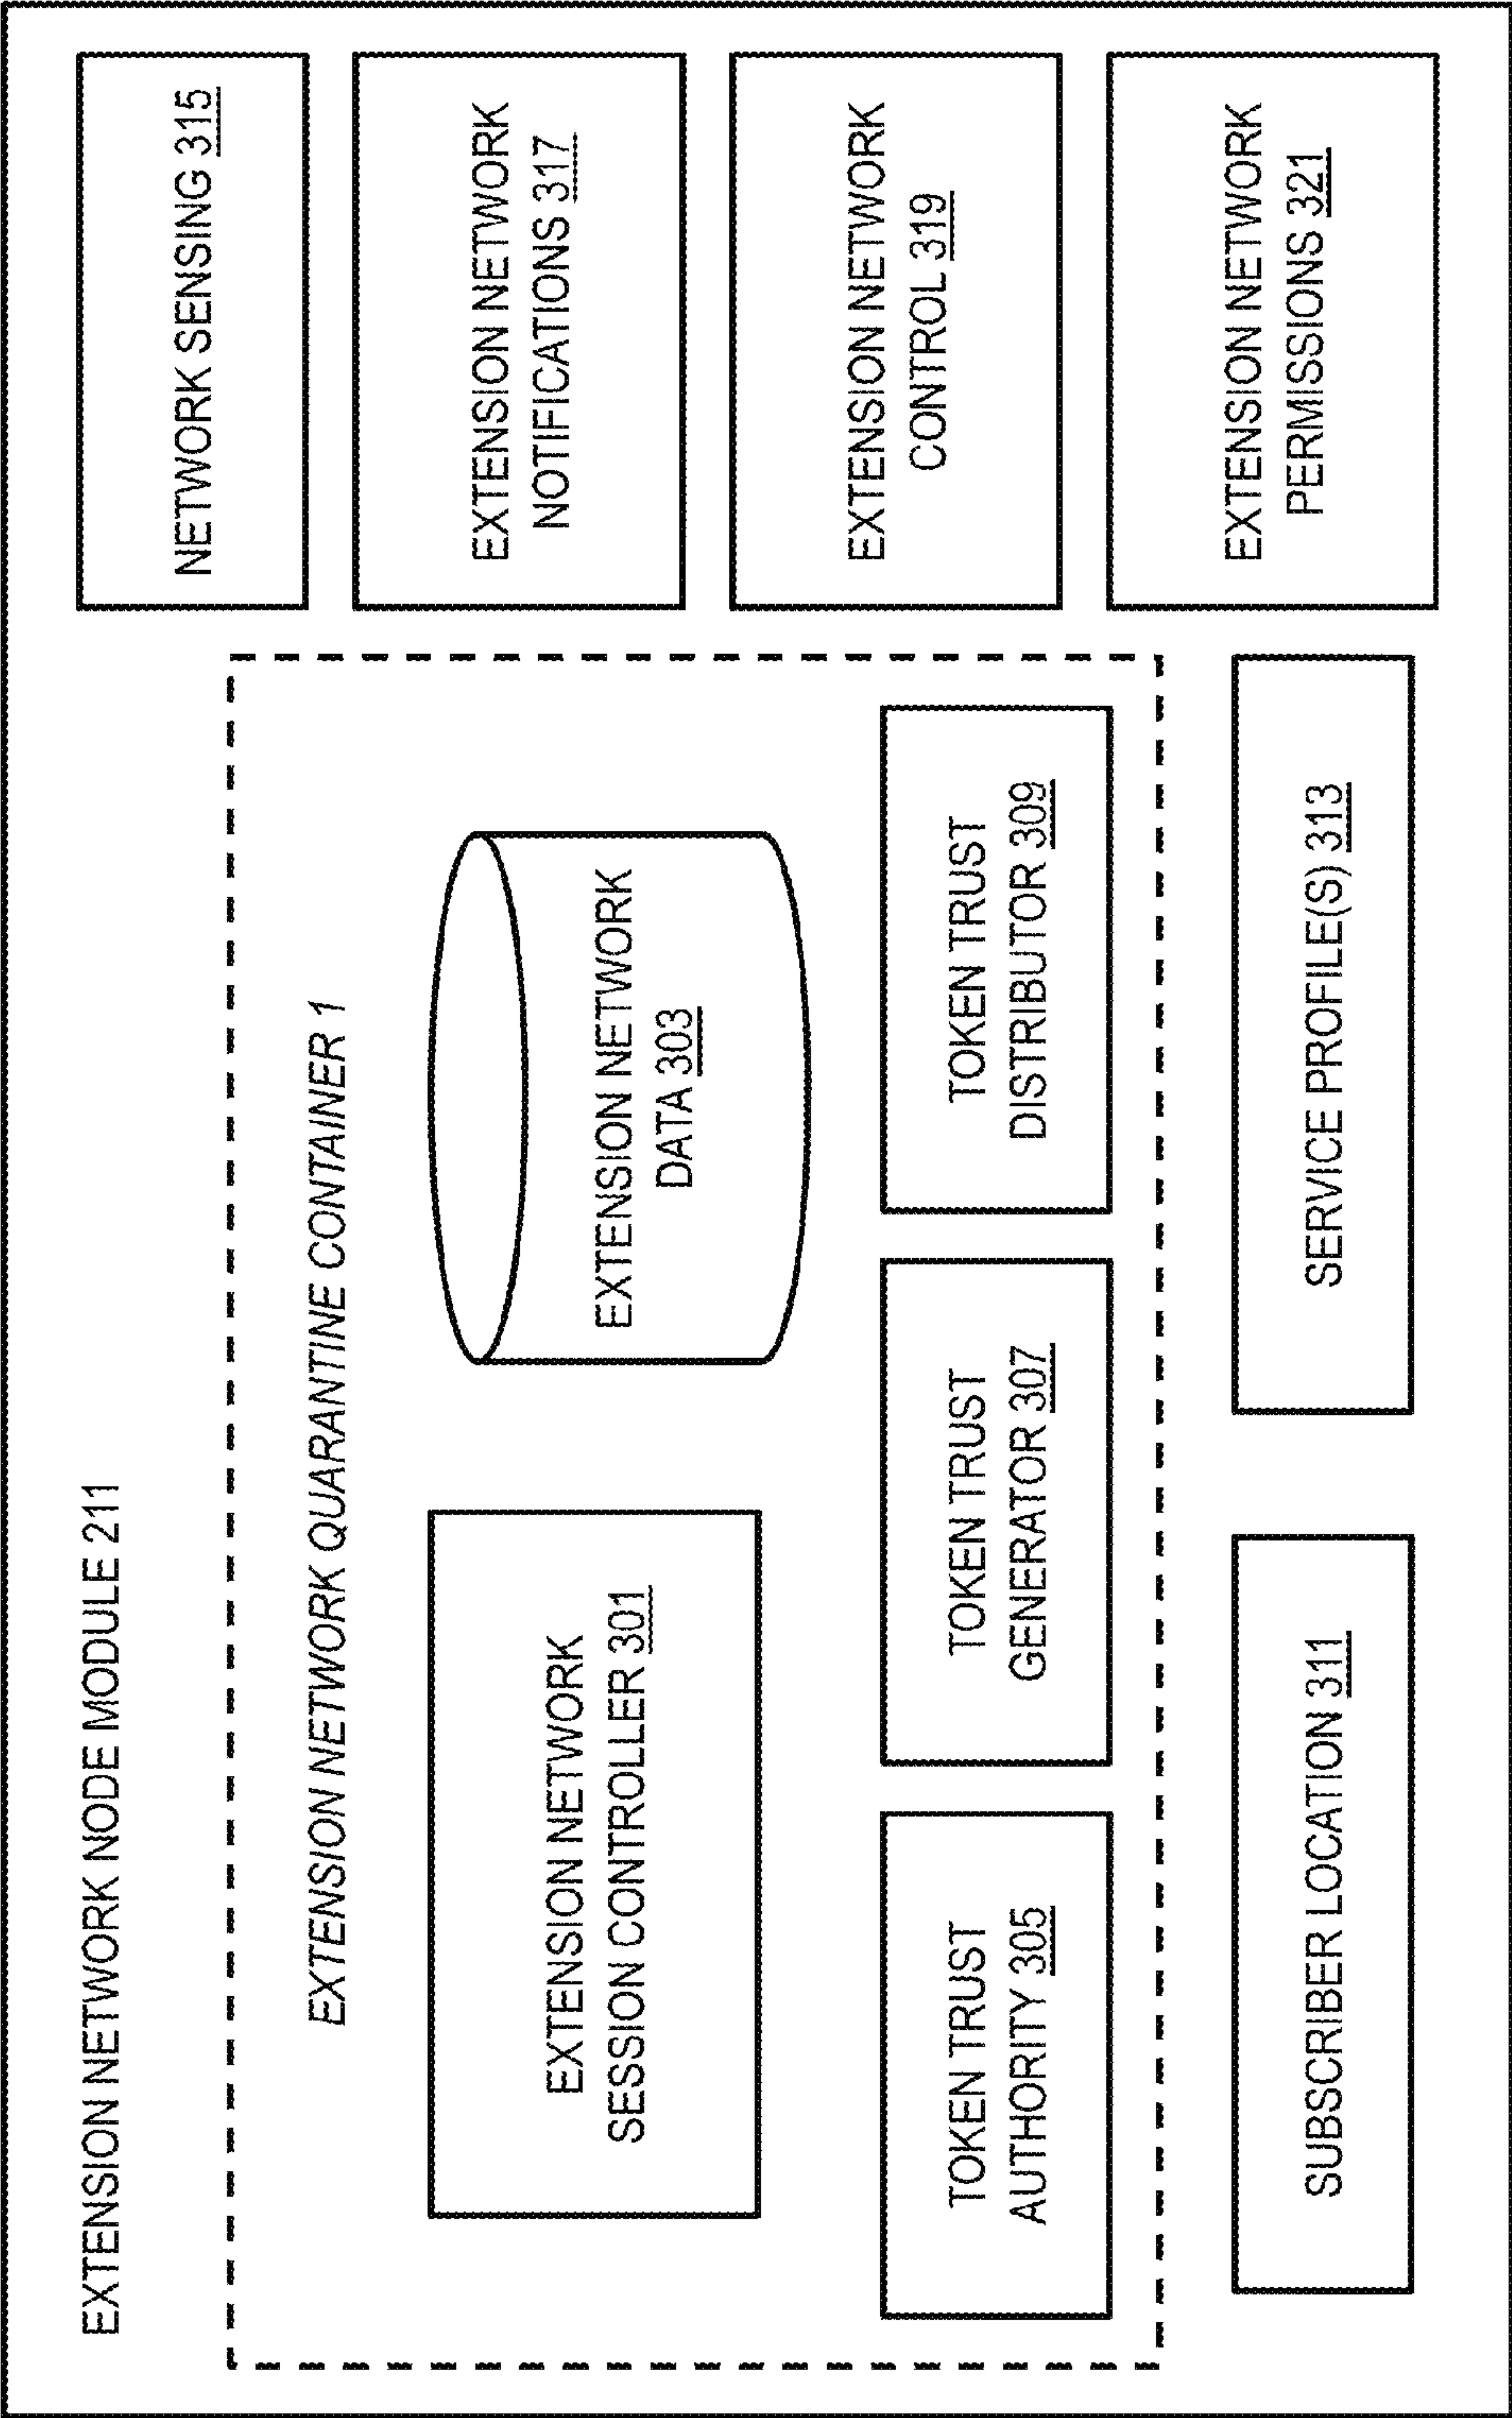 EXTENSION NETWORK NODE MODULE 211
EXTENSION NETWORK QUARANTINE CONTAINER 1
EXTENSION NETWORK
SESSION CONTROLLER 301
EXTENSION NETWORK
DATA 303
TOKEN TRUST
AUTHORITY 305
TOKEN TRUST
GENERATOR 307
TOKEN TRUST
DISTRIBUTOR 309
SUBSCRIBER LOCATION 311
SERVICE PROFILE(S) 313
NETWORK SENSING 315
EXTENSION NETWORK
NOTIFICATIONS 317
EXTENSION NETWORK
CONTROL 319
EXTENSION NETWORK
PERMISSIONS 321